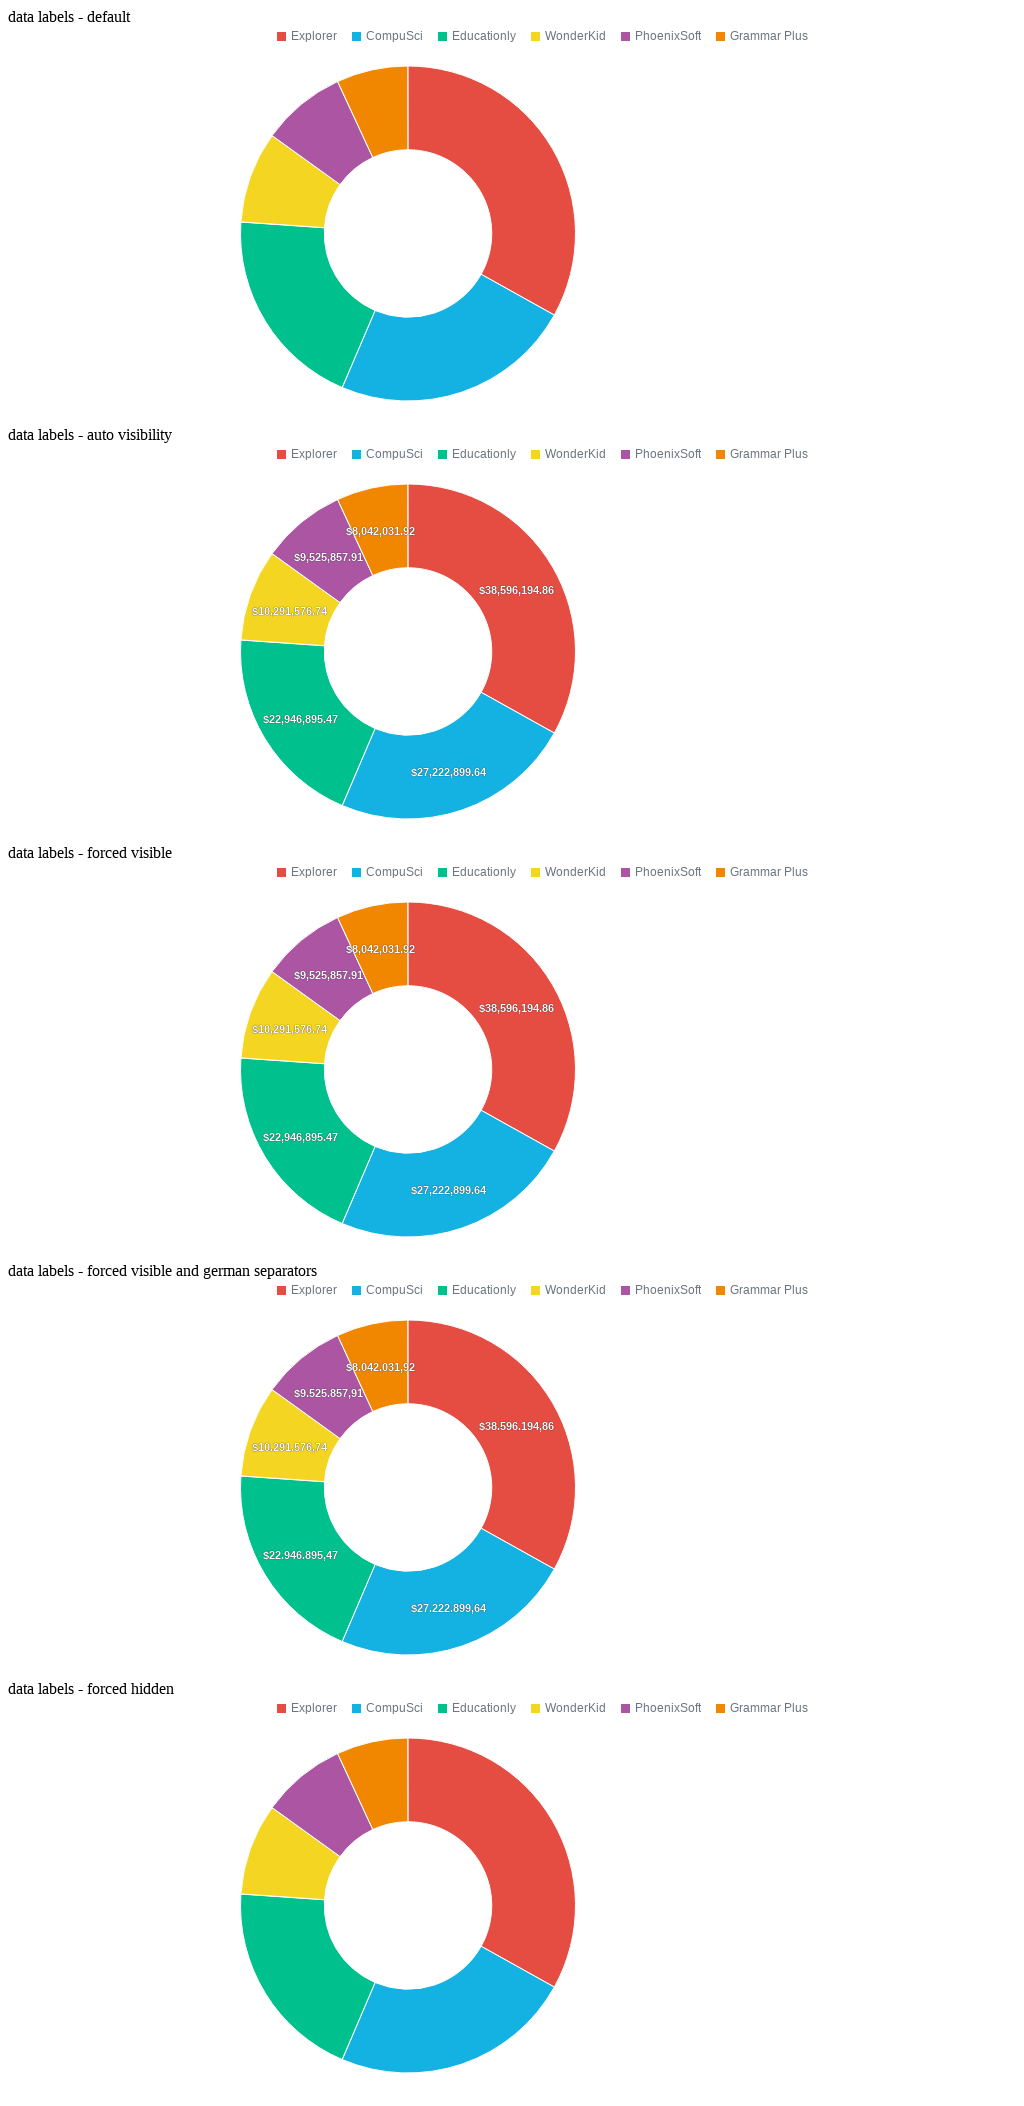 data labels - default
Explorer CompuSci Educationly WonderKid PhoenixSoft Grammar Plus
data labels - auto visibility
Explorer CompuSci Educationly WonderKid PhoenixSoft Grammar Plus
$8,042,031.92
$9,525,857.91
$38,596,194.86
$10,291,576.74
$22,946,895.47
$27,222,899.64
data labels - forced visible
Explorer CompuSci Educationly WonderKid PhoenixSoft Grammar Plus
$8,042,031.92
$9,525,857.91
$38,596,194.86
$10,291,576.74
$22,946,895.47
$27,222,899.64
data labels - forced visible and german separators
Explorer CompuSci Educationly WonderKid PhoenixSoft Grammar Plus
$8.042.031,92
$9.525.857,91
$38.596.194,86
$10.291.576,74
$22.946.895,47
$27.222.899,64
data labels - forced hidden
Explorer CompuSci Educationly WonderKid PhoenixSoft Grammar Plus